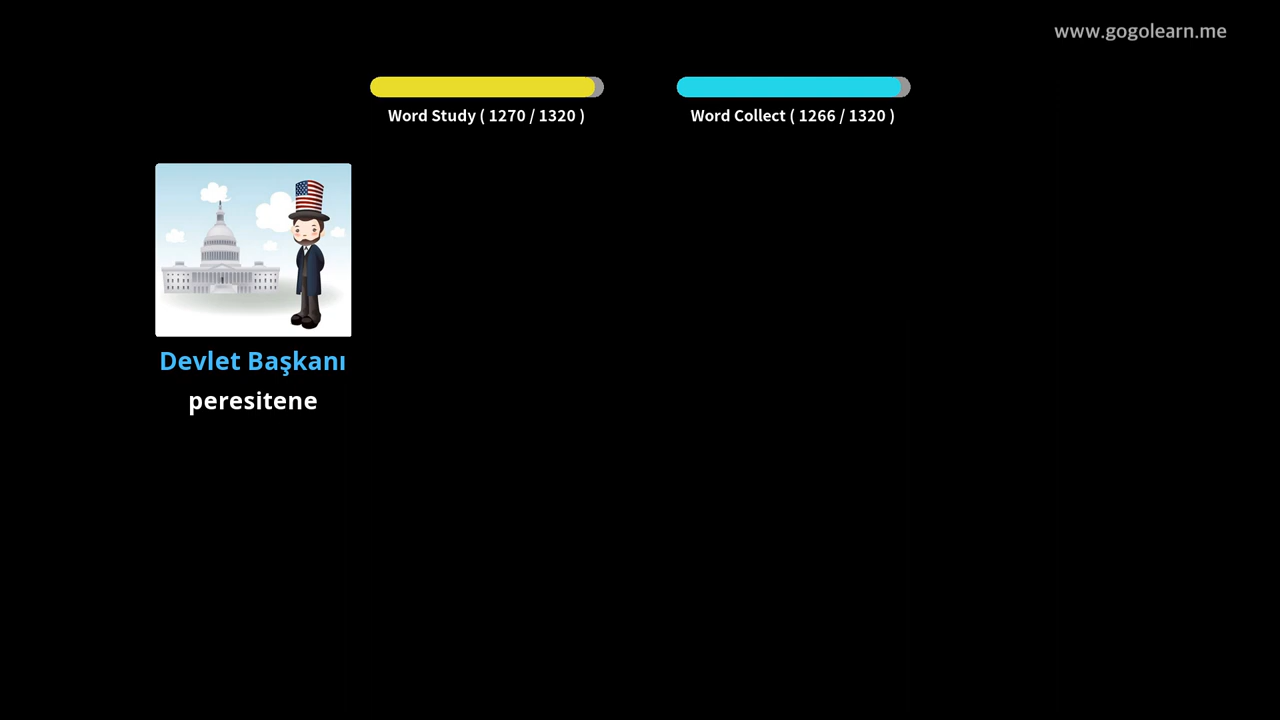 www.gogolearn.me
Word Study ( 1270 / 1320 )
Word Collect ( 1266 / 1320 )
Devlet Başkanı
peresitene